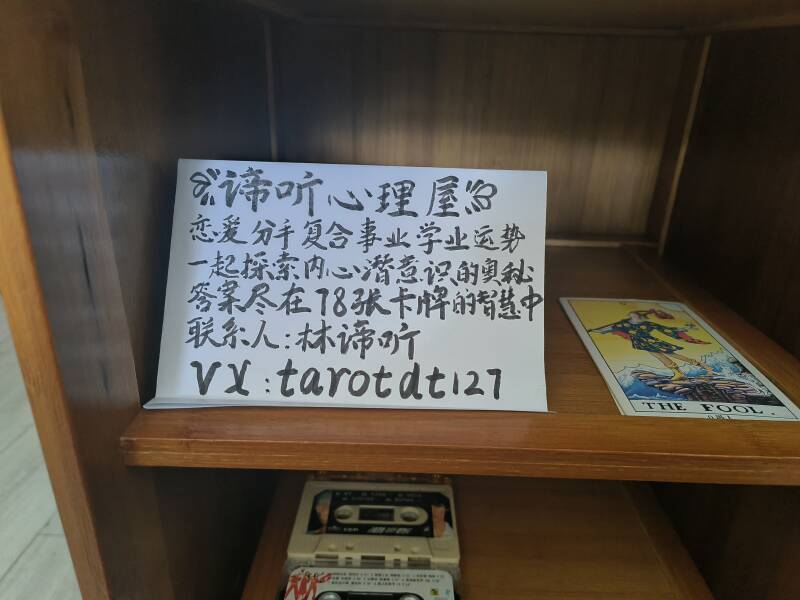 谛听心理屋
恋爱分手复合事业学业运势
一起探索内心潜意识的奥秘
答案尽在78张卡牌的智慧中
联系人:林谛听
VX:tarotdt127
THE FOOL.